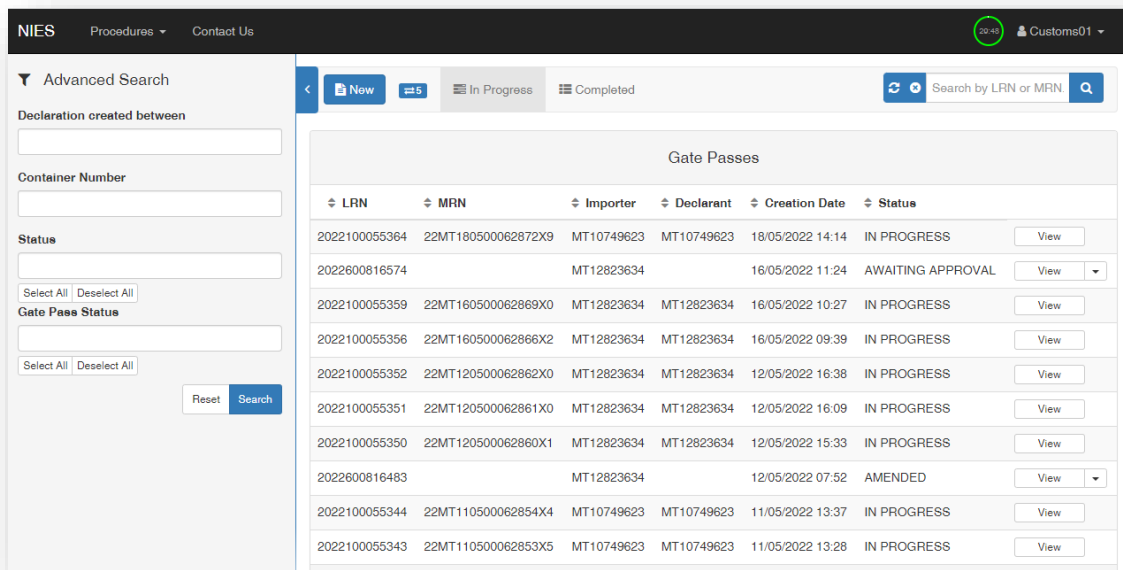 NIES Procedures Contact Us 20:48 Customs01
Advanced Search
Declaration created between
Container Number
Status
Select All Deselect All
Gate Pass Status
Select All Deselect All
Reset Search
New 5 In Progress Completed Search by LRN or MRN.
Gate Passes
LRN MRN Importer Declarant Creation Date Status
2022100055364 22MT180500062872X9 MT10749623 MT10749623 18/05/2022 14:14 IN PROGRESS View
2022600816574 MT12823634 16/05/2022 11:24 AWAITING APPROVAL View
2022100055359 22MT160500062869X0 MT12823634 MT12823634 16/05/2022 10:27 IN PROGRESS View
2022100055356 22MT160500062866X2 MT12823634 MT12823634 16/05/2022 09:39 IN PROGRESS View
2022100055352 22MT120500062862X0 MT12823634 MT12823634 12/05/2022 16:38 IN PROGRESS View
2022100055351 22MT120500062861X0 MT12823634 MT12823634 12/05/2022 16:09 IN PROGRESS View
2022100055350 22MT120500062860X1 MT12823634 MT12823634 12/05/2022 15:33 IN PROGRESS View
2022600816483 MT12823634 12/05/2022 07:52 AMENDED View
2022100055344 22MT110500062854X4 MT10749623 MT10749623 11/05/2022 13:37 IN PROGRESS View
2022100055343 22MT110500062853X5 MT10749623 MT10749623 11/05/2022 13:28 IN PROGRESS View